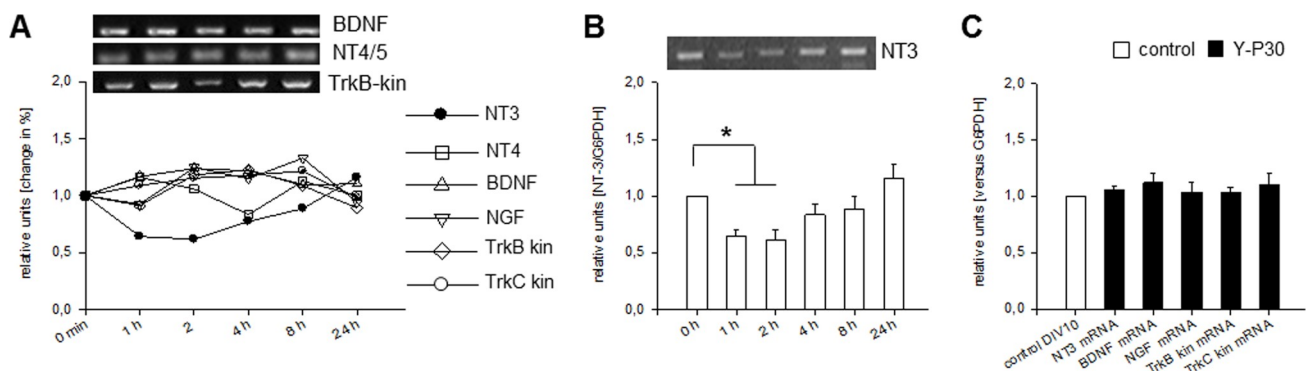 A
BDNF
NT4/5
TrkB-kin
relative units [change in %]
2,0
1,5
1,0
0,5
0,0
0 min
1 h
2
4 h
8 h
24h
NT3
NT4
BDNF
NGF
TrkB kin
TrkC kin
B
NT3
relative units [NT-3/G6PDH]
2,0
1,5
1,0
0,5
0,0
*
0 h
1 h
2 h
4 h
8 h
24 h
C
control
Y-P30
relative units [versus G6PDH]
2,0
1,5
1,0
0,5
0,0
control DIV10
NT3 mRNA
BDNF mRNA
NGF mRNA
TrkB kin mRNA
TrkC kin mRNA